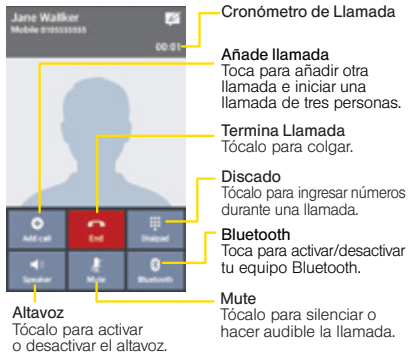 Jane Wallker
Mobile 0165555555
00:01
Cronómetro de Llamada
Añade llamada
Toca para añadir otra
llamada e iniciar una
llamada de tres personas.
Termina Llamada
Tócalo para colgar.
Discado
Tócalo para ingresar números
durante una llamada.
Bluetooth
Toca para activar/desactivar
tu equipo Bluetooth.
Mute
Tócalo para silenciar o
hacer audible la llamada.
Add call
End
Dialpad
Speaker
Mute
Bluetooth
Altavoz
Tócalo para activar
o desactivar el altavoz.